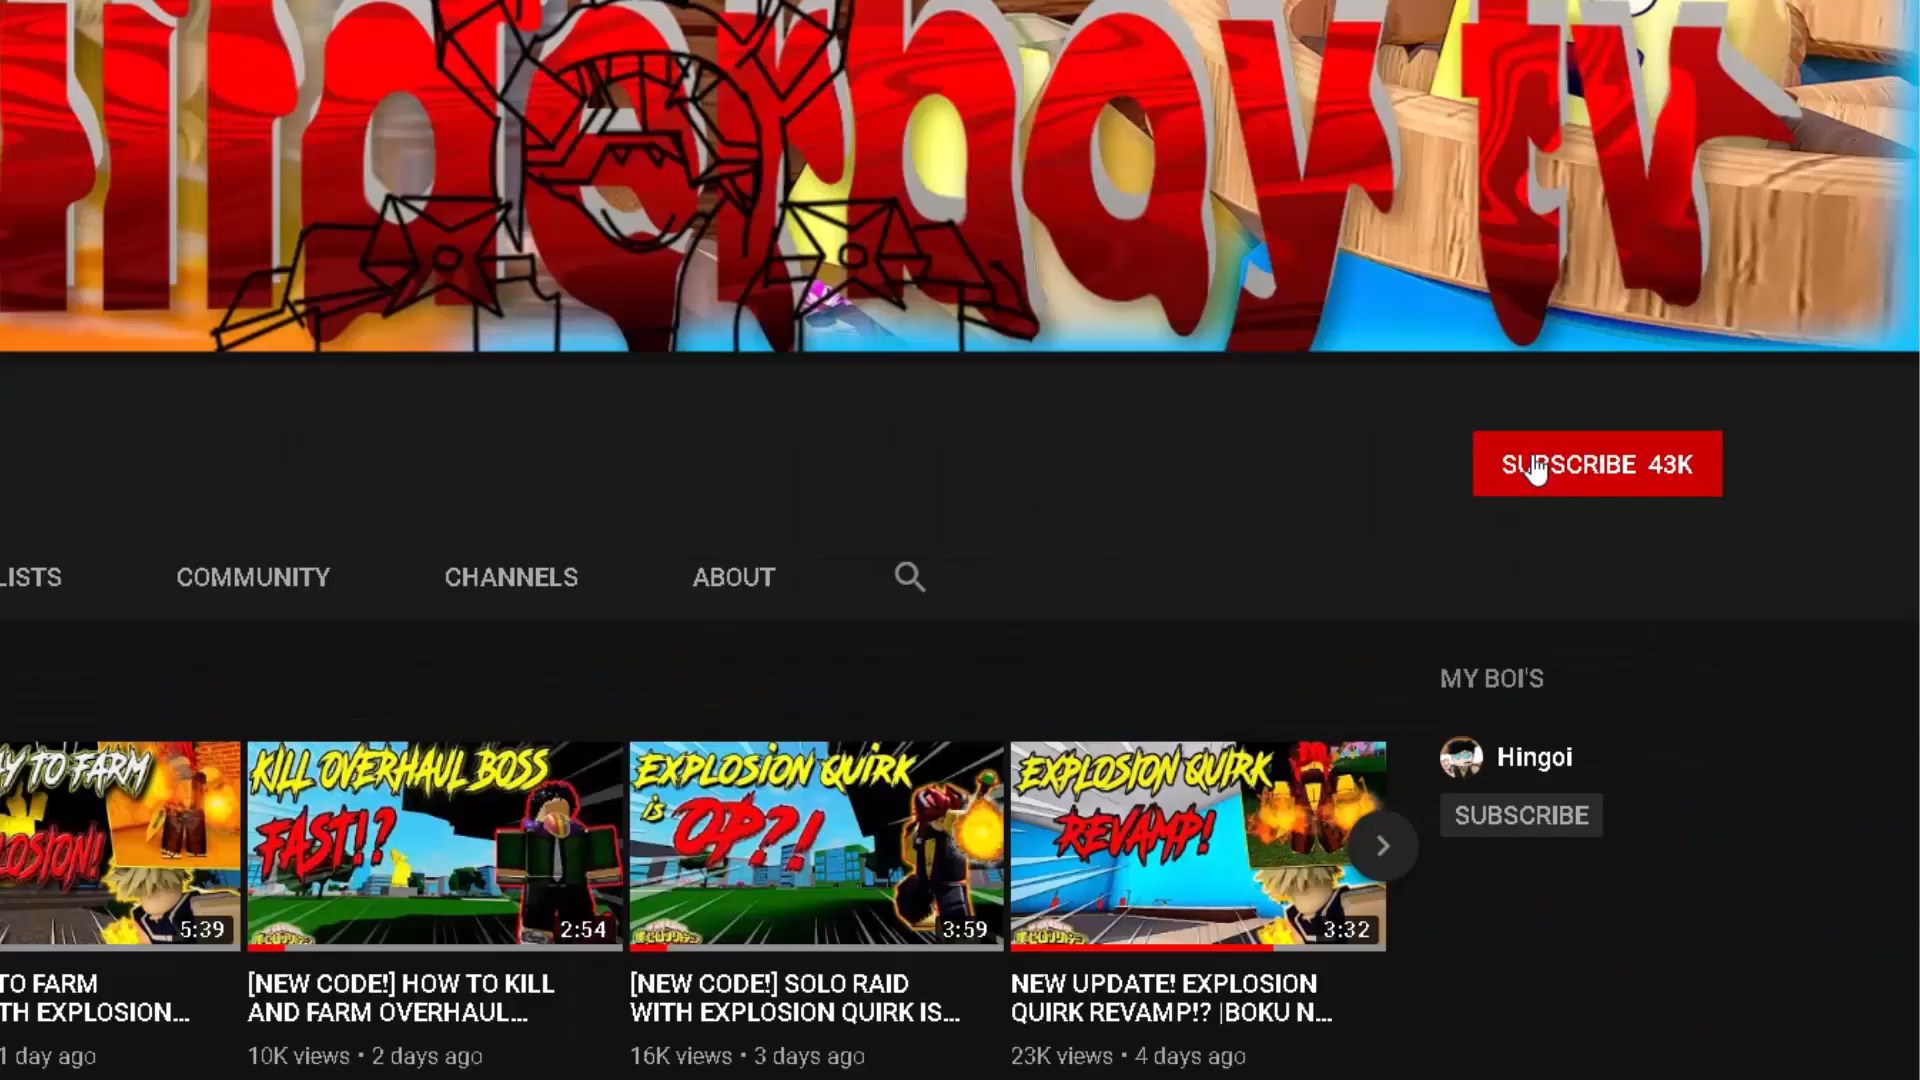 tv
SUBSCRIBE 43K
LISTS
COMMUNITY
CHANNELS
ABOUT
MY BOI'S
Hingoi
SUBSCRIBE
Y TO FARM
LOSION!
5:39
KILL OVERHAUL BOSS
FAST!?
2:54
EXPLOSION QUIRK
is OP?!
3:59
EXPLOSION QUIRK
REVAMP!
3:32
TO FARM
TH EXPLOSION...
1 day ago
[NEW CODE!] HOW TO KILL
AND FARM OVERHAUL...
10K views • 2 days ago
[NEW CODE!] SOLO RAID
WITH EXPLOSION QUIRK IS...
16K views • 3 days ago
NEW UPDATE! EXPLOSION
QUIRK REVAMP!? |BOKU N...
23K views • 4 days ago